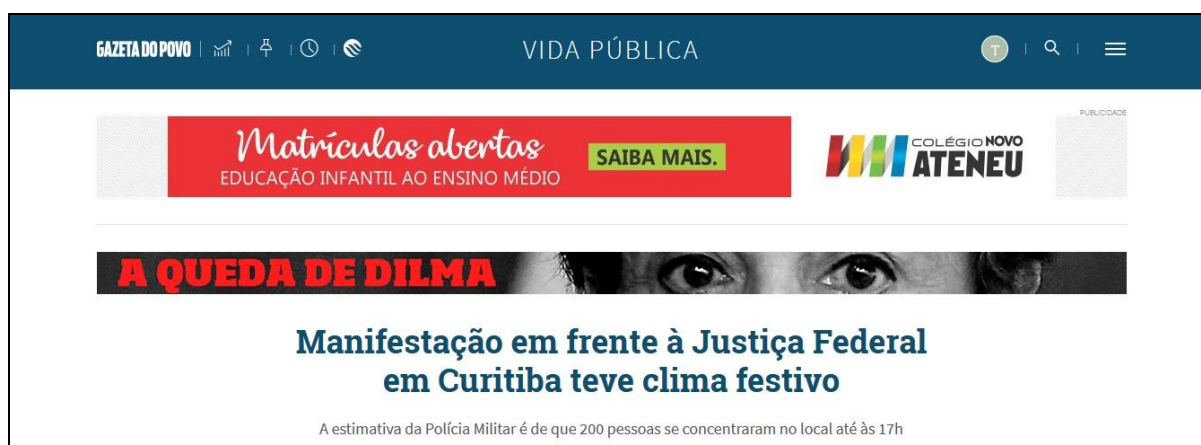 GAZETA DO POVO
VIDA PÚBLICA
T
PUBLICIDADE
Matrículas abertas
EDUCAÇÃO INFANTIL AO ENSINO MÉDIO
SAIBA MAIS.
COLÉGIO NOVO
ATENEU
A QUEDA DE DILMA
Manifestação em frente à Justiça Federal
em Curitiba teve clima festivo
A estimativa da Polícia Militar é de que 200 pessoas se concentraram no local até às 17h